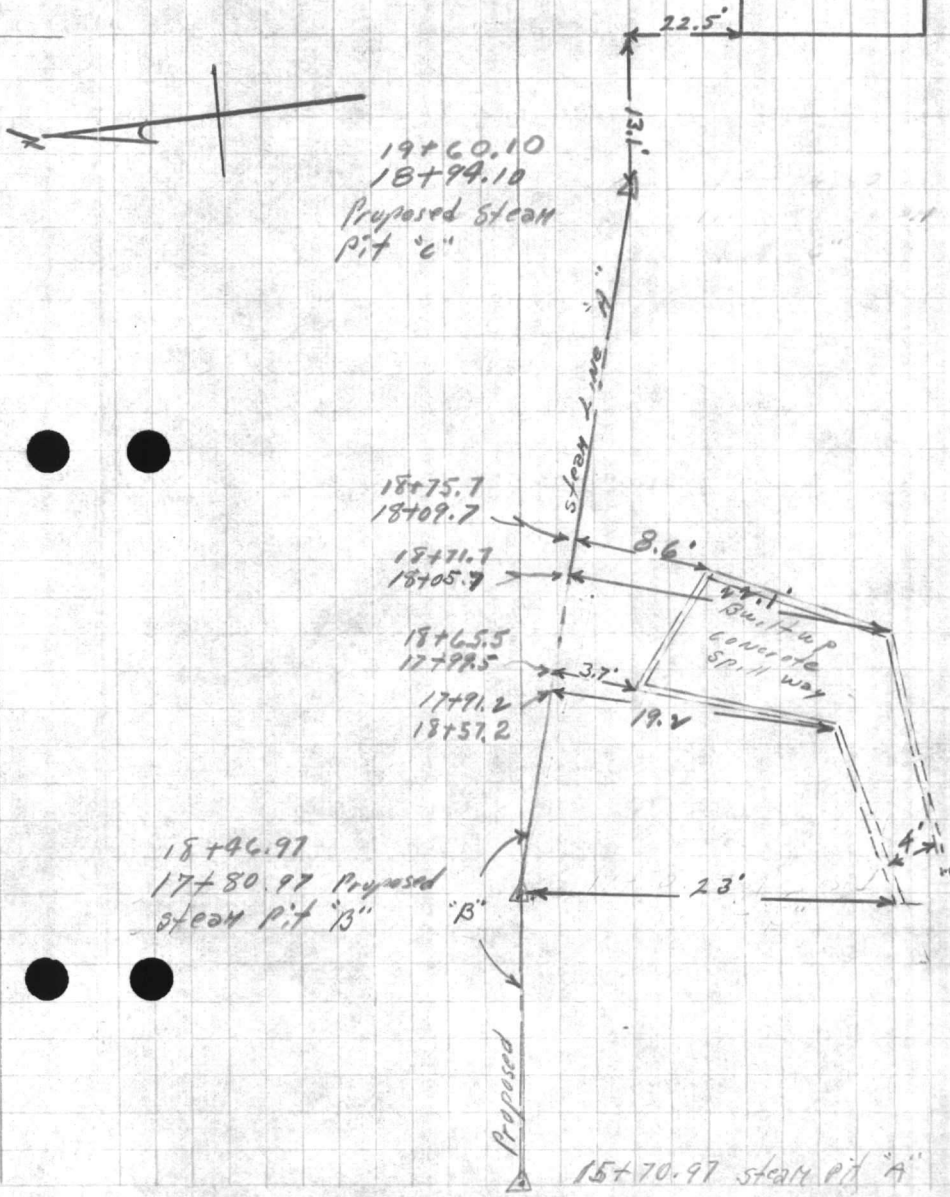 22.5'
N
13.1'
19+60.10
18+94.10
Proposed Steam
Pit "C"
Steam Line "A"
18+75.7
18+09.7
8.6'
18+71.7
18+05.7
22.1'
Built up
concrete
Spill way
18+65.5
17+99.5
3.7'
17+91.2
18+57.2
19.2
18+46.97
17+80.97 Proposed
steam Pit "B"
"B"
4'
23'
Proposed
15+70.97 steam pit "A"